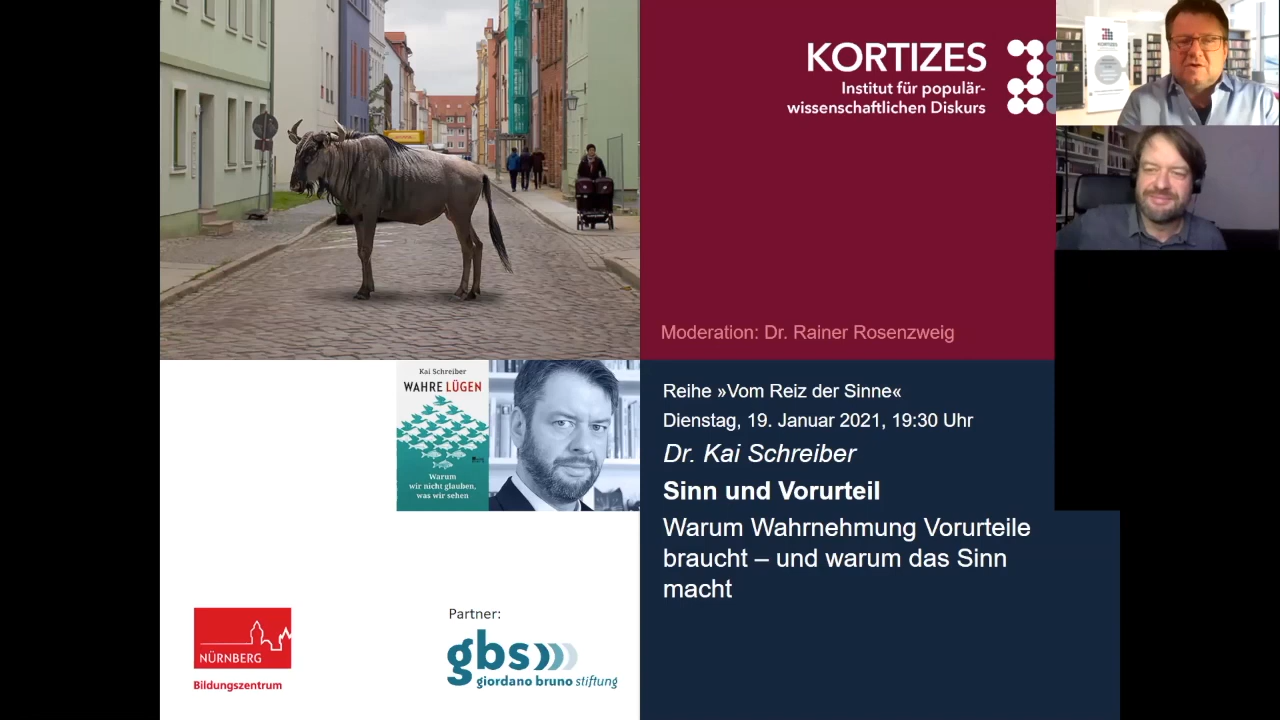 KORTIZES
Institut für populär-
wissenschaftlichen Diskurs
Moderation: Dr. Rainer Rosenzweig
Kai Schreiber
WAHRE LÜGEN
Warum
wir nicht glauben,
was wir sehen
Reihe »Vom Reiz der Sinne«
Dienstag, 19. Januar 2021, 19:30 Uhr
Dr. Kai Schreiber
Sinn und Vorurteil
Warum Wahrnehmung Vorurteile
braucht – und warum das Sinn
macht
NÜRNBERG
Bildungszentrum
Partner:
gbs
giordano bruno stiftung
KORTIZES